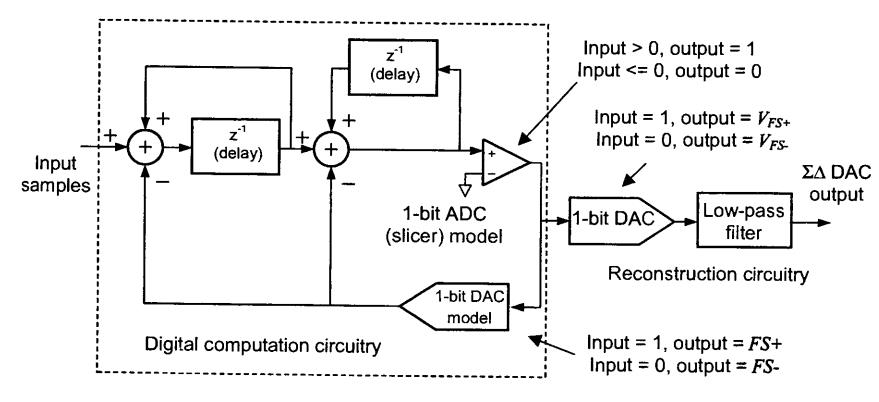 z-1
(delay)
Input > 0, output = 1
Input <= 0, output = 0
+
+
+
z-1
(delay)
+
+
+
+
−
−
Input
samples
1-bit ADC
(slicer) model
Input = 1, output = VFS+
Input = 0, output = VFS-
ΣΔ DAC
output
1-bit DAC
Low-pass
filter
Reconstruction circuitry
−
1-bit DAC
model
Digital computation circuitry
Input = 1, output = FS+
Input = 0, output = FS-